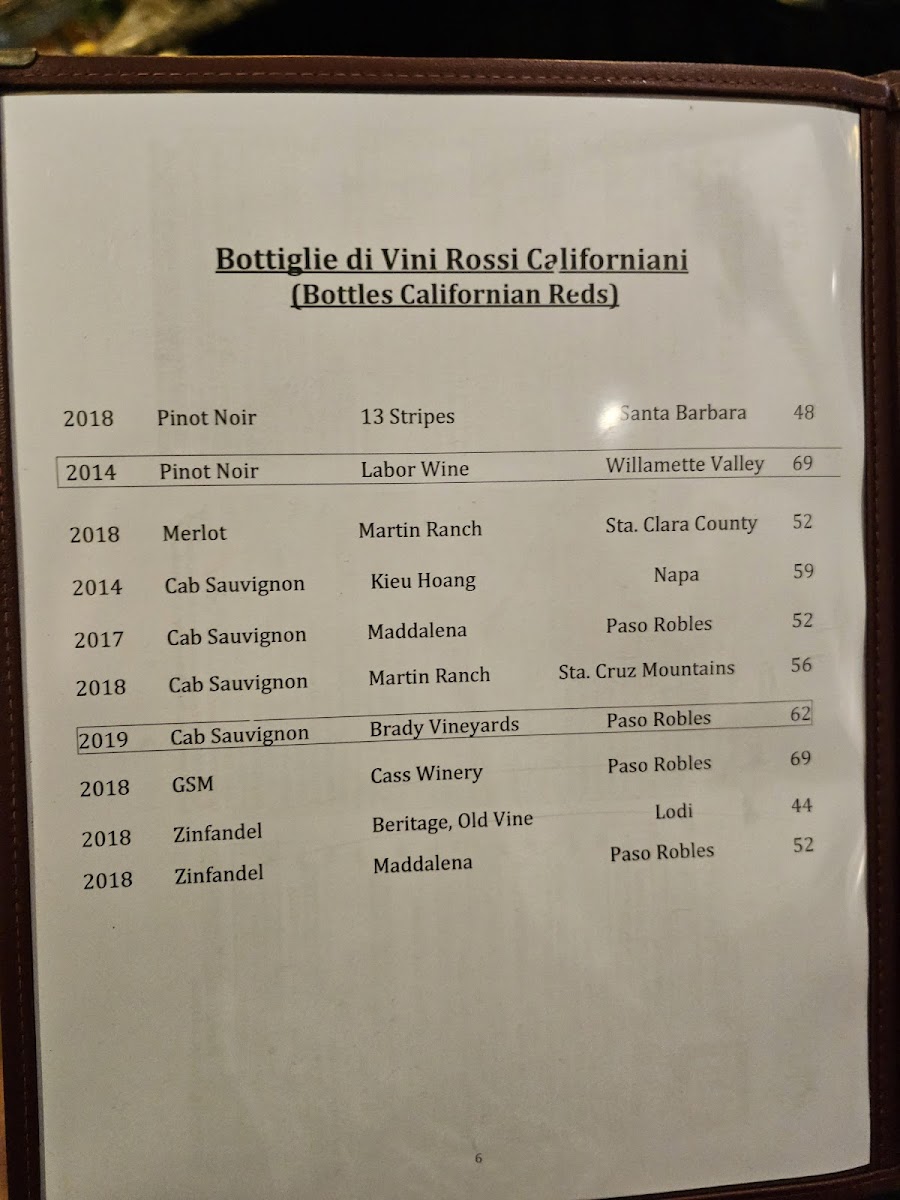 Bottiglie di Vini Rossi Californiani
(Bottles Californian Reds)
2018 Pinot Noir 13 Stripes Santa Barbara 48
2014 Pinot Noir Labor Wine Willamette Valley 69
2018 Merlot Martin Ranch Sta. Clara County 52
2014 Cab Sauvignon Kieu Hoang Napa 59
2017 Cab Sauvignon Maddalena Paso Robles 52
2018 Cab Sauvignon Martin Ranch Sta. Cruz Mountains 56
2019 Cab Sauvignon Brady Vineyards Paso Robles 62
2018 GSM Cass Winery Paso Robles 69
2018 Zinfandel Beritage, Old Vine Lodi 44
2018 Zinfandel Maddalena Paso Robles 52
6